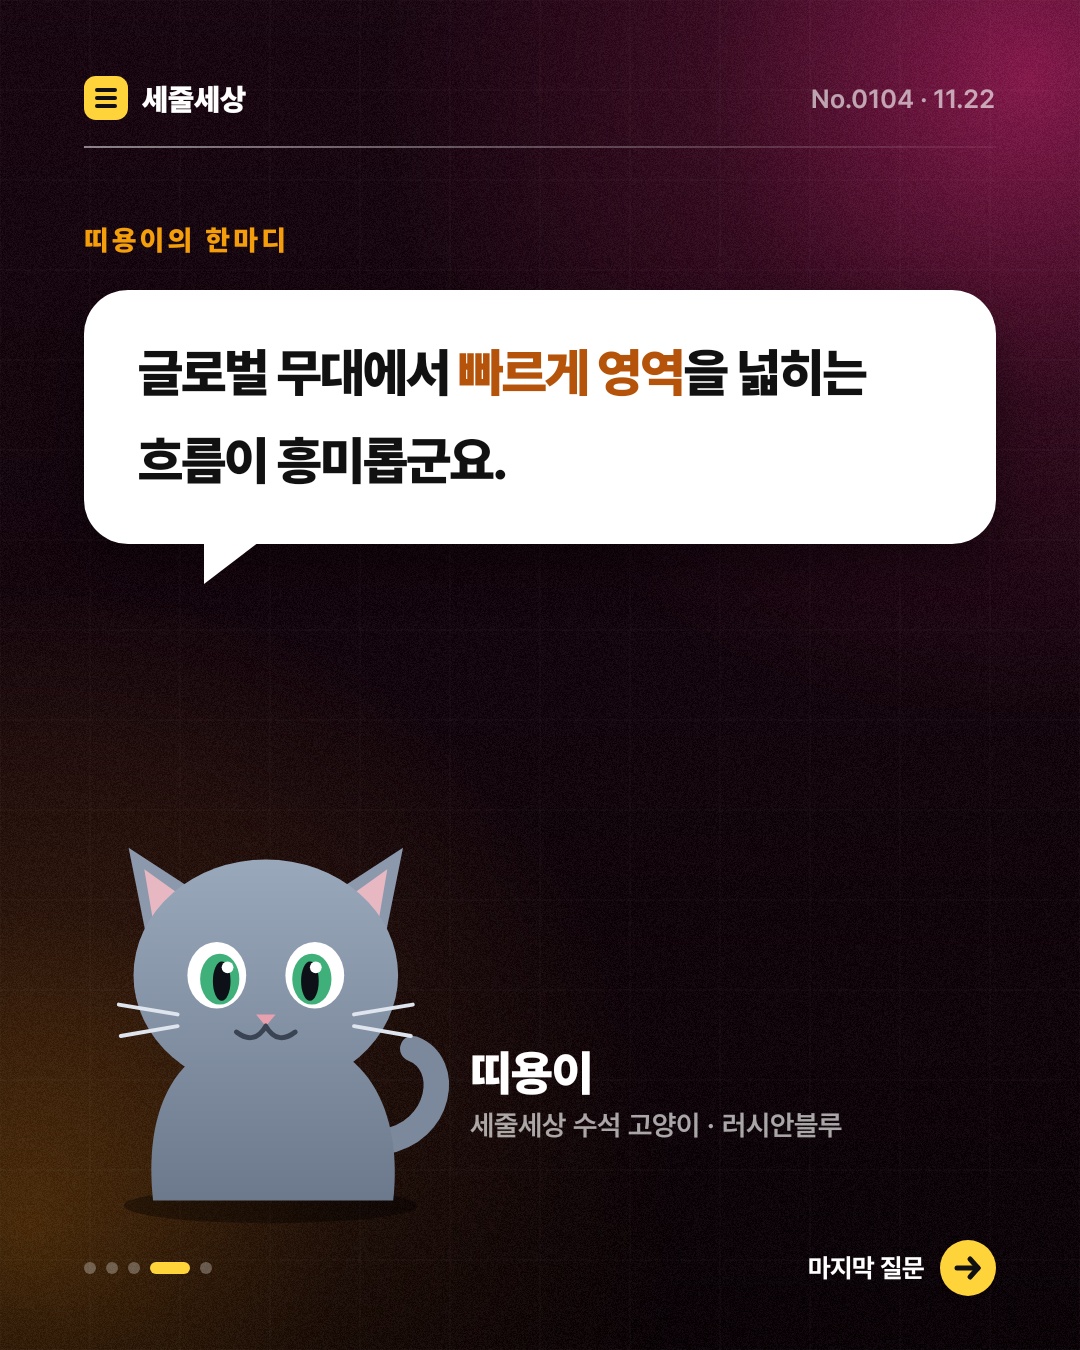 세줄세상
No.0104 · 11.22
띠용이의 한마디
글로벌 무대에서 빠르게 영역을 넓히는
흐름이 흥미롭군요.
띠용이
세줄세상 수석 고양이 · 러시안블루
마지막 질문